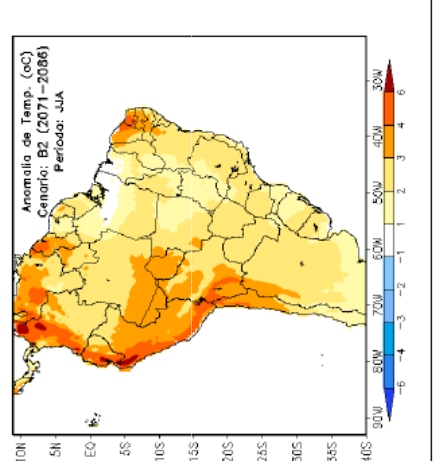 Anomalia de Temp. (oC)
Cenario: B2 (2071-2086)
Periodo: JJA
10N
5N
EQ
5S
10S
15S
20S
25S
30S
35S
40S
90W 80W 70W 60W 50W 40W 30W
-6 -4 -3 -2 -1 1 2 3 4 6